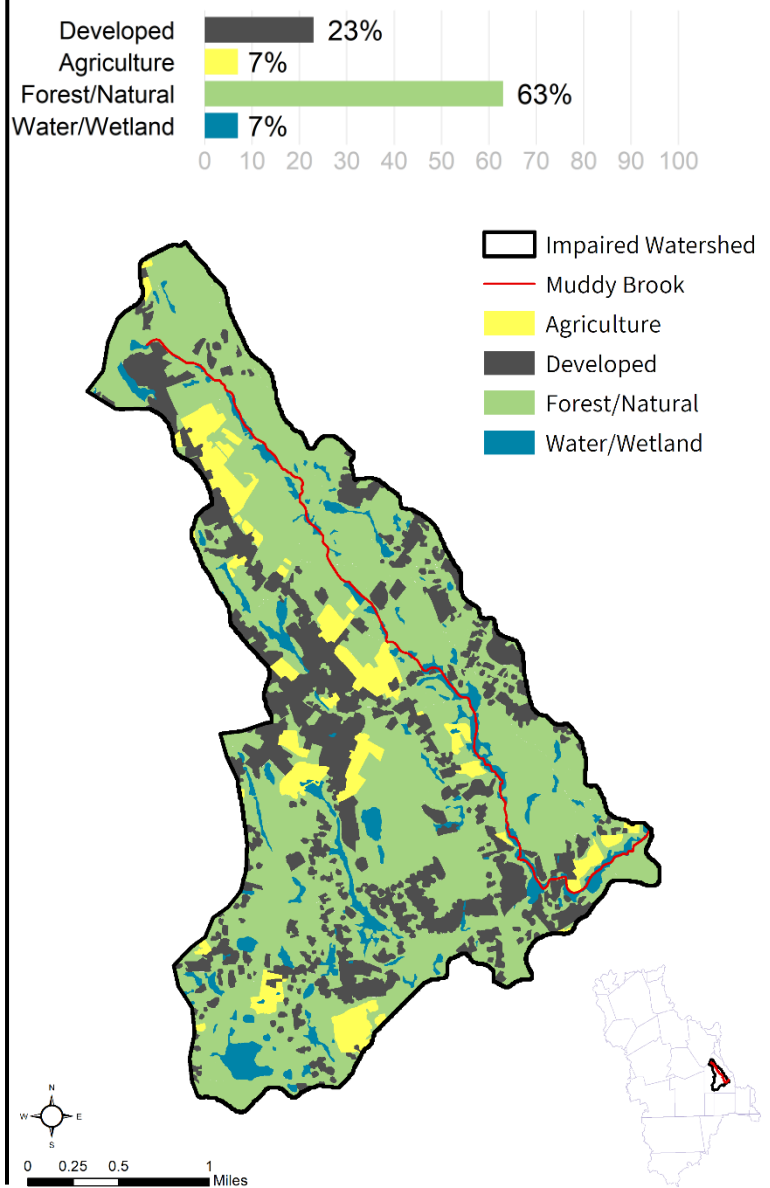 Developed 23%
Agriculture 7%
Forest/Natural 63%
Water/Wetland 7%
0 10 20 30 40 50 60 70 80 90 100
Impaired Watershed
Muddy Brook
Agriculture
Developed
Forest/Natural
Water/Wetland
N
W E
S
0 0.25 0.5 1
Miles